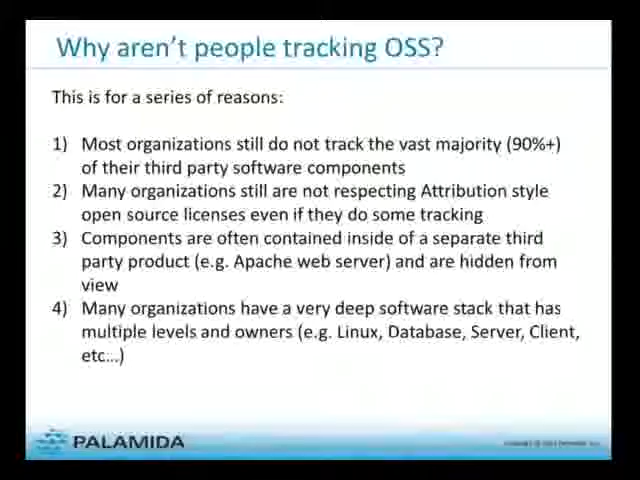 Why aren't people tracking OSS?
This is for a series of reasons:
1) Most organizations still do not track the vast majority (90%+)
of their third party software components
2) Many organizations still are not respecting Attribution style
open source licenses even if they do some tracking
3) Components are often contained inside of a separate third
party product (e.g. Apache web server) and are hidden from
view
4) Many organizations have a very deep software stack that has
multiple levels and owners (e.g. Linux, Database, Server, Client,
etc...)
PALAMIDA